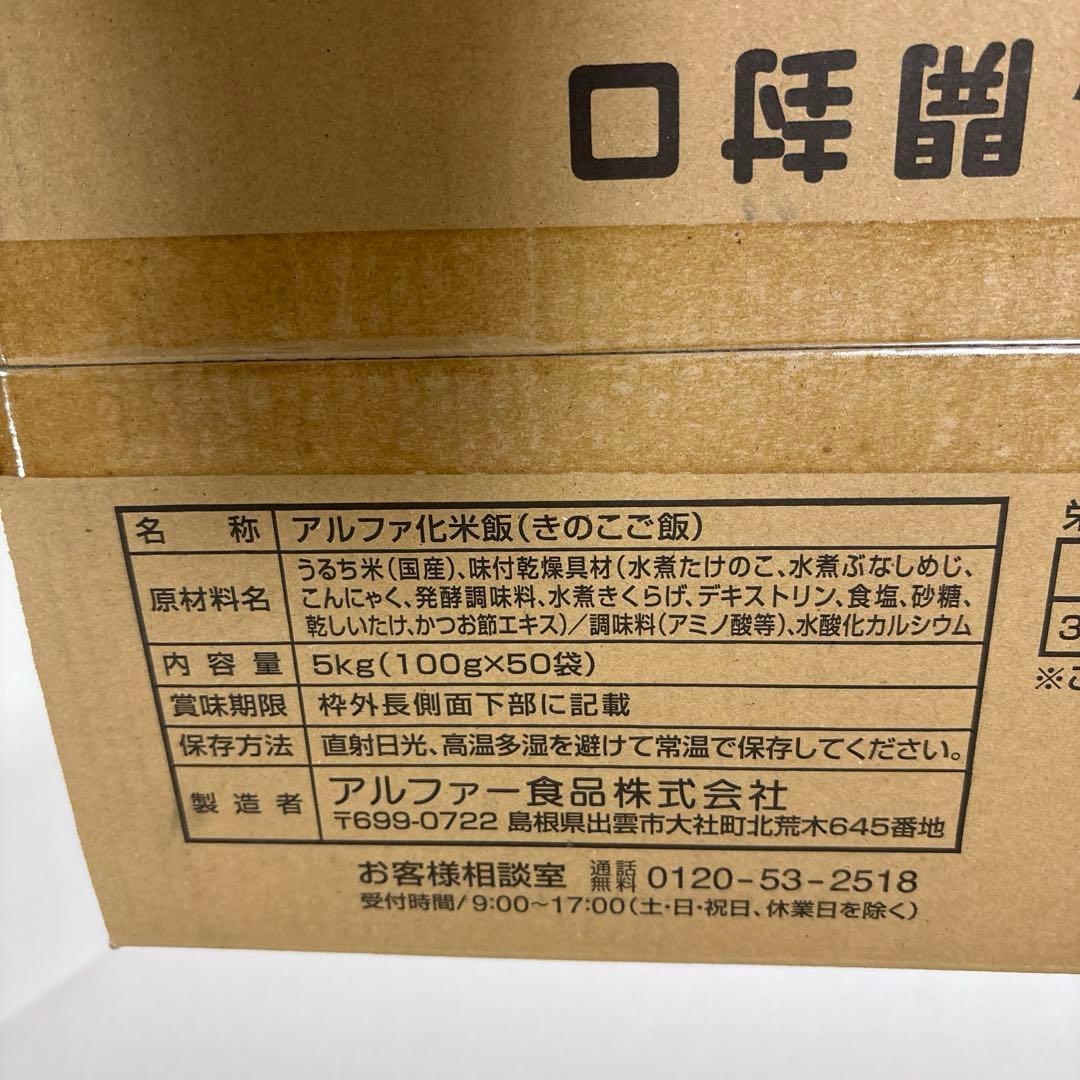 開封口
名称 アルファ化米飯(きのこご飯)
原材料名 うるち米(国産)、味付乾燥具材(水煮たけのこ、水煮ぶなしめじ、
こんにゃく、発酵調味料、水煮きくらげ、デキストリン、食塩、砂糖、
乾しいたけ、かつお節エキス)/調味料(アミノ酸等)、水酸化カルシウム
内容量 5kg(100g×50袋)
賞味期限 枠外長側面下部に記載
保存方法 直射日光、高温多湿を避けて常温で保存してください。
製造者 アルファー食品株式会社
〒699-0722 島根県出雲市大社町北荒木645番地
お客様相談室 通話無料 0120-53-2518
受付時間/9:00~17:00(土・日・祝日、休業日を除く)
3
※こ